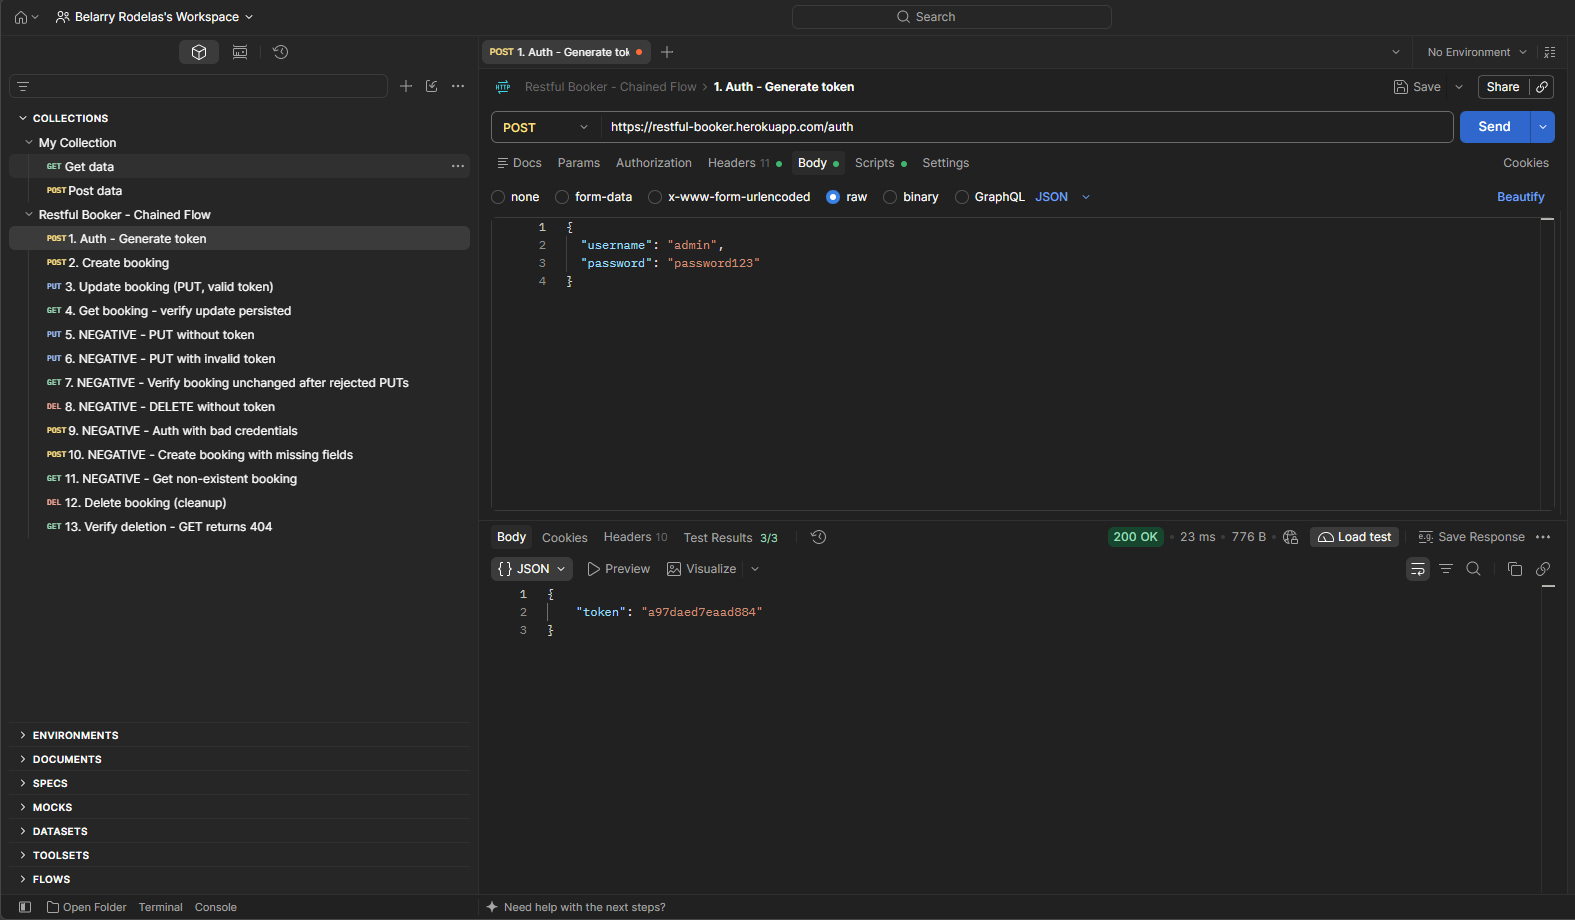 Belarry Rodelas's Workspace
Search
POST 1. Auth - Generate tok
No Environment
HTTP Restful Booker - Chained Flow > 1. Auth - Generate token
Save
Share
COLLECTIONS
My Collection
GET Get data
POST Post data
Restful Booker - Chained Flow
POST 1. Auth - Generate token
POST 2. Create booking
PUT 3. Update booking (PUT, valid token)
GET 4. Get booking - verify update persisted
PUT 5. NEGATIVE - PUT without token
PUT 6. NEGATIVE - PUT with invalid token
GET 7. NEGATIVE - Verify booking unchanged after rejected PUTs
DEL 8. NEGATIVE - DELETE without token
POST 9. NEGATIVE - Auth with bad credentials
POST 10. NEGATIVE - Create booking with missing fields
GET 11. NEGATIVE - Get non-existent booking
DEL 12. Delete booking (cleanup)
GET 13. Verify deletion - GET returns 404
ENVIRONMENTS
DOCUMENTS
SPECS
MOCKS
DATASETS
TOOLSETS
FLOWS
POST https://restful-booker.herokuapp.com/auth
Send
Docs Params Authorization Headers 11 Body Scripts Settings Cookies
none form-data x-www-form-urlencoded raw binary GraphQL JSON Beautify
1 {
2 "username": "admin",
3 "password": "password123"
4 }
Body Cookies Headers 10 Test Results 3/3
200 OK • 23 ms • 776 B • Load test e.g. Save Response
{} JSON Preview Visualize
1 {
2 "token": "a97daed7eaad884"
3 }
Open Folder Terminal Console
Need help with the next steps?